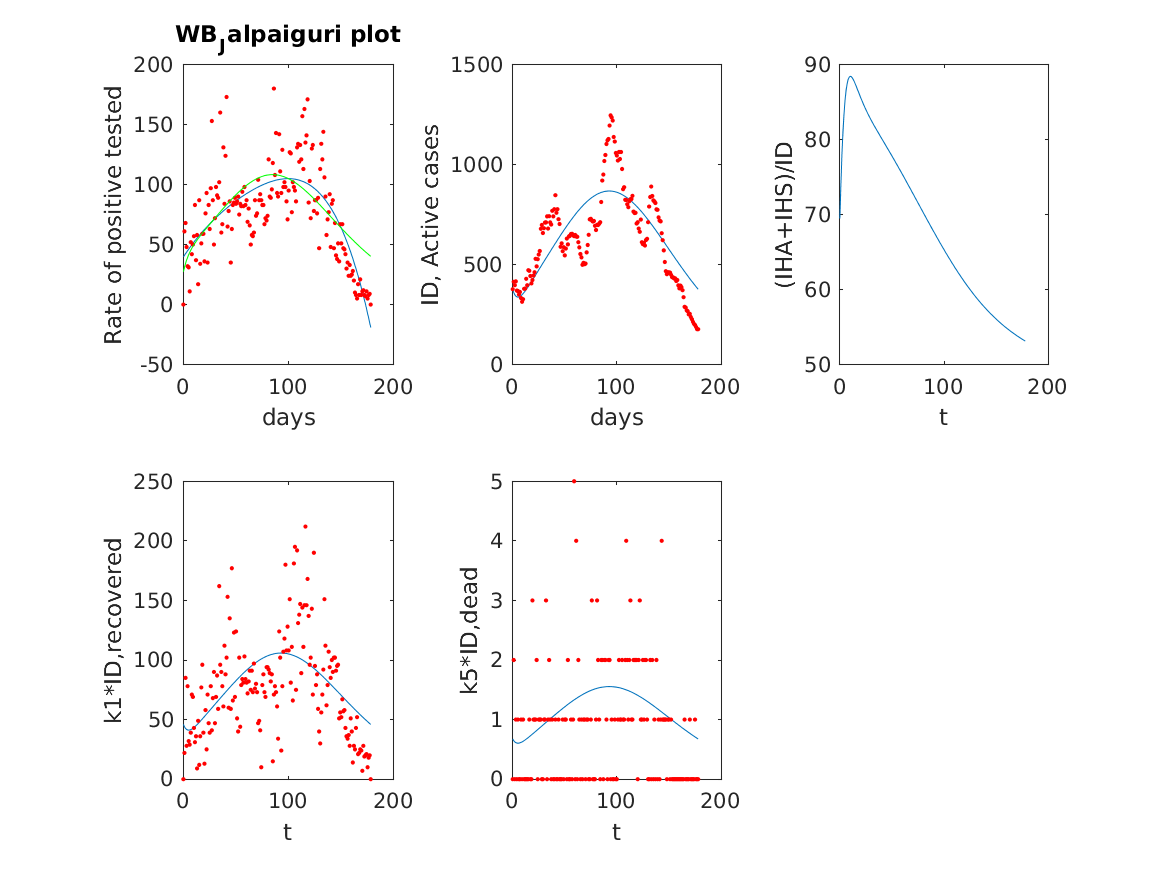 WB_Jalpaiguri plot
200
150
100
50
0
-50
Rate of positive tested
0 100 200
days
1500
1000
500
0
ID, Active cases
0 100 200
days
90
80
70
60
50
(IHA+IHS)/ID
0 100 200
t
250
200
150
100
50
0
k1*ID,recovered
0 100 200
t
5
4
3
2
1
0
k5*ID,dead
0 100 200
t